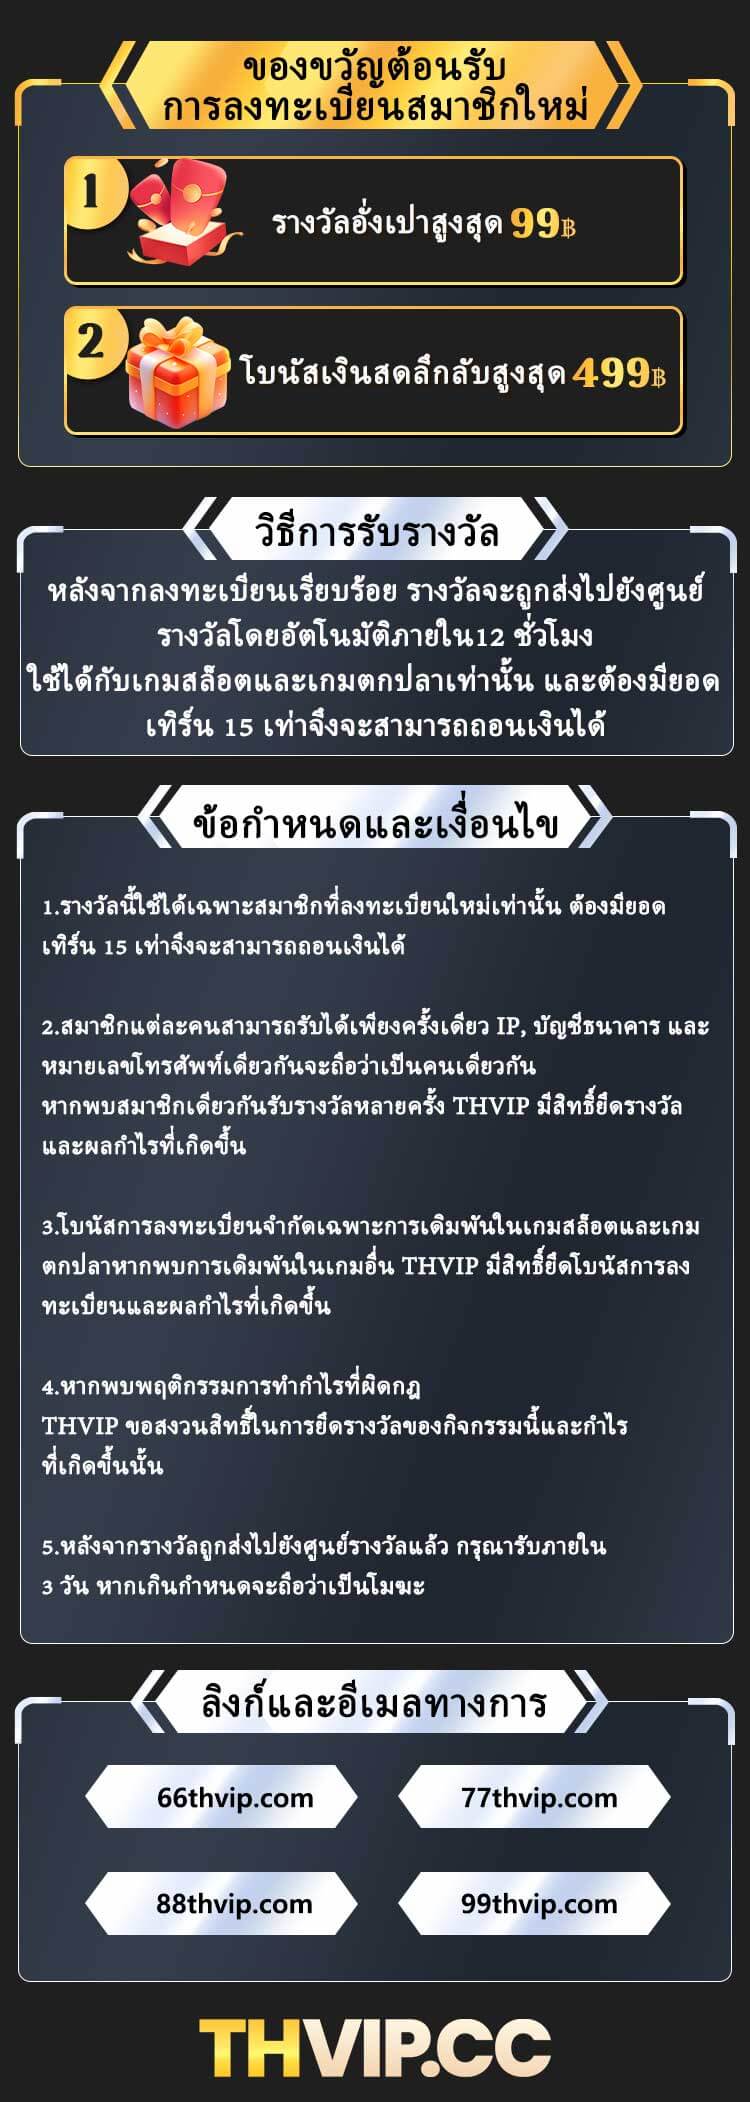 ของขวัญต้อนรับ
การลงทะเบียนสมาชิกใหม่
1
รางวัลอั่งเปาสูงสุด 99฿
2
โบนัสเงินสดลึกลับสูงสุด 499฿
วิธีการรับรางวัล
หลังจากลงทะเบียนเรียบร้อย รางวัลจะถูกส่งไปยังศูนย์
รางวัลโดยอัตโนมัติภายใน12 ชั่วโมง
ใช้ได้กับเกมสล็อตและเกมตกปลาเท่านั้น และต้องมียอด
เทิร์น 15 เท่าจึงจะสามารถถอนเงินได้
ข้อกำหนดและเงื่อนไข
1.รางวัลนี้ใช้ได้เฉพาะสมาชิกที่ลงทะเบียนใหม่เท่านั้น ต้องมียอด
เทิร์น 15 เท่าจึงจะสามารถถอนเงินได้
2.สมาชิกแต่ละคนสามารถรับได้เพียงครั้งเดียว IP, บัญชีธนาคาร และ
หมายเลขโทรศัพท์เดียวกันจะถือว่าเป็นคนเดียวกัน
หากพบสมาชิกเดียวกันรับรางวัลหลายครั้ง THVIP มีสิทธิ์ยึดรางวัล
และผลกำไรที่เกิดขึ้น
3.โบนัสการลงทะเบียนจำกัดเฉพาะการเดิมพันในเกมสล็อตและเกม
ตกปลาหากพบการเดิมพันในเกมอื่น THVIP มีสิทธิ์ยึดโบนัสการลง
ทะเบียนและผลกำไรที่เกิดขึ้น
4.หากพบพฤติกรรมการทำกำไรที่ผิดกฎ
THVIP ขอสงวนสิทธิ์ในการยึดรางวัลของกิจกรรมนี้และกำไร
ที่เกิดขึ้นนั้น
5.หลังจากรางวัลถูกส่งไปยังศูนย์รางวัลแล้ว กรุณารับภายใน
3 วัน หากเกินกำหนดจะถือว่าเป็นโมฆะ
ลิงก์และอีเมลทางการ
66thvip.com
77thvip.com
88thvip.com
99thvip.com
THVIP.CC